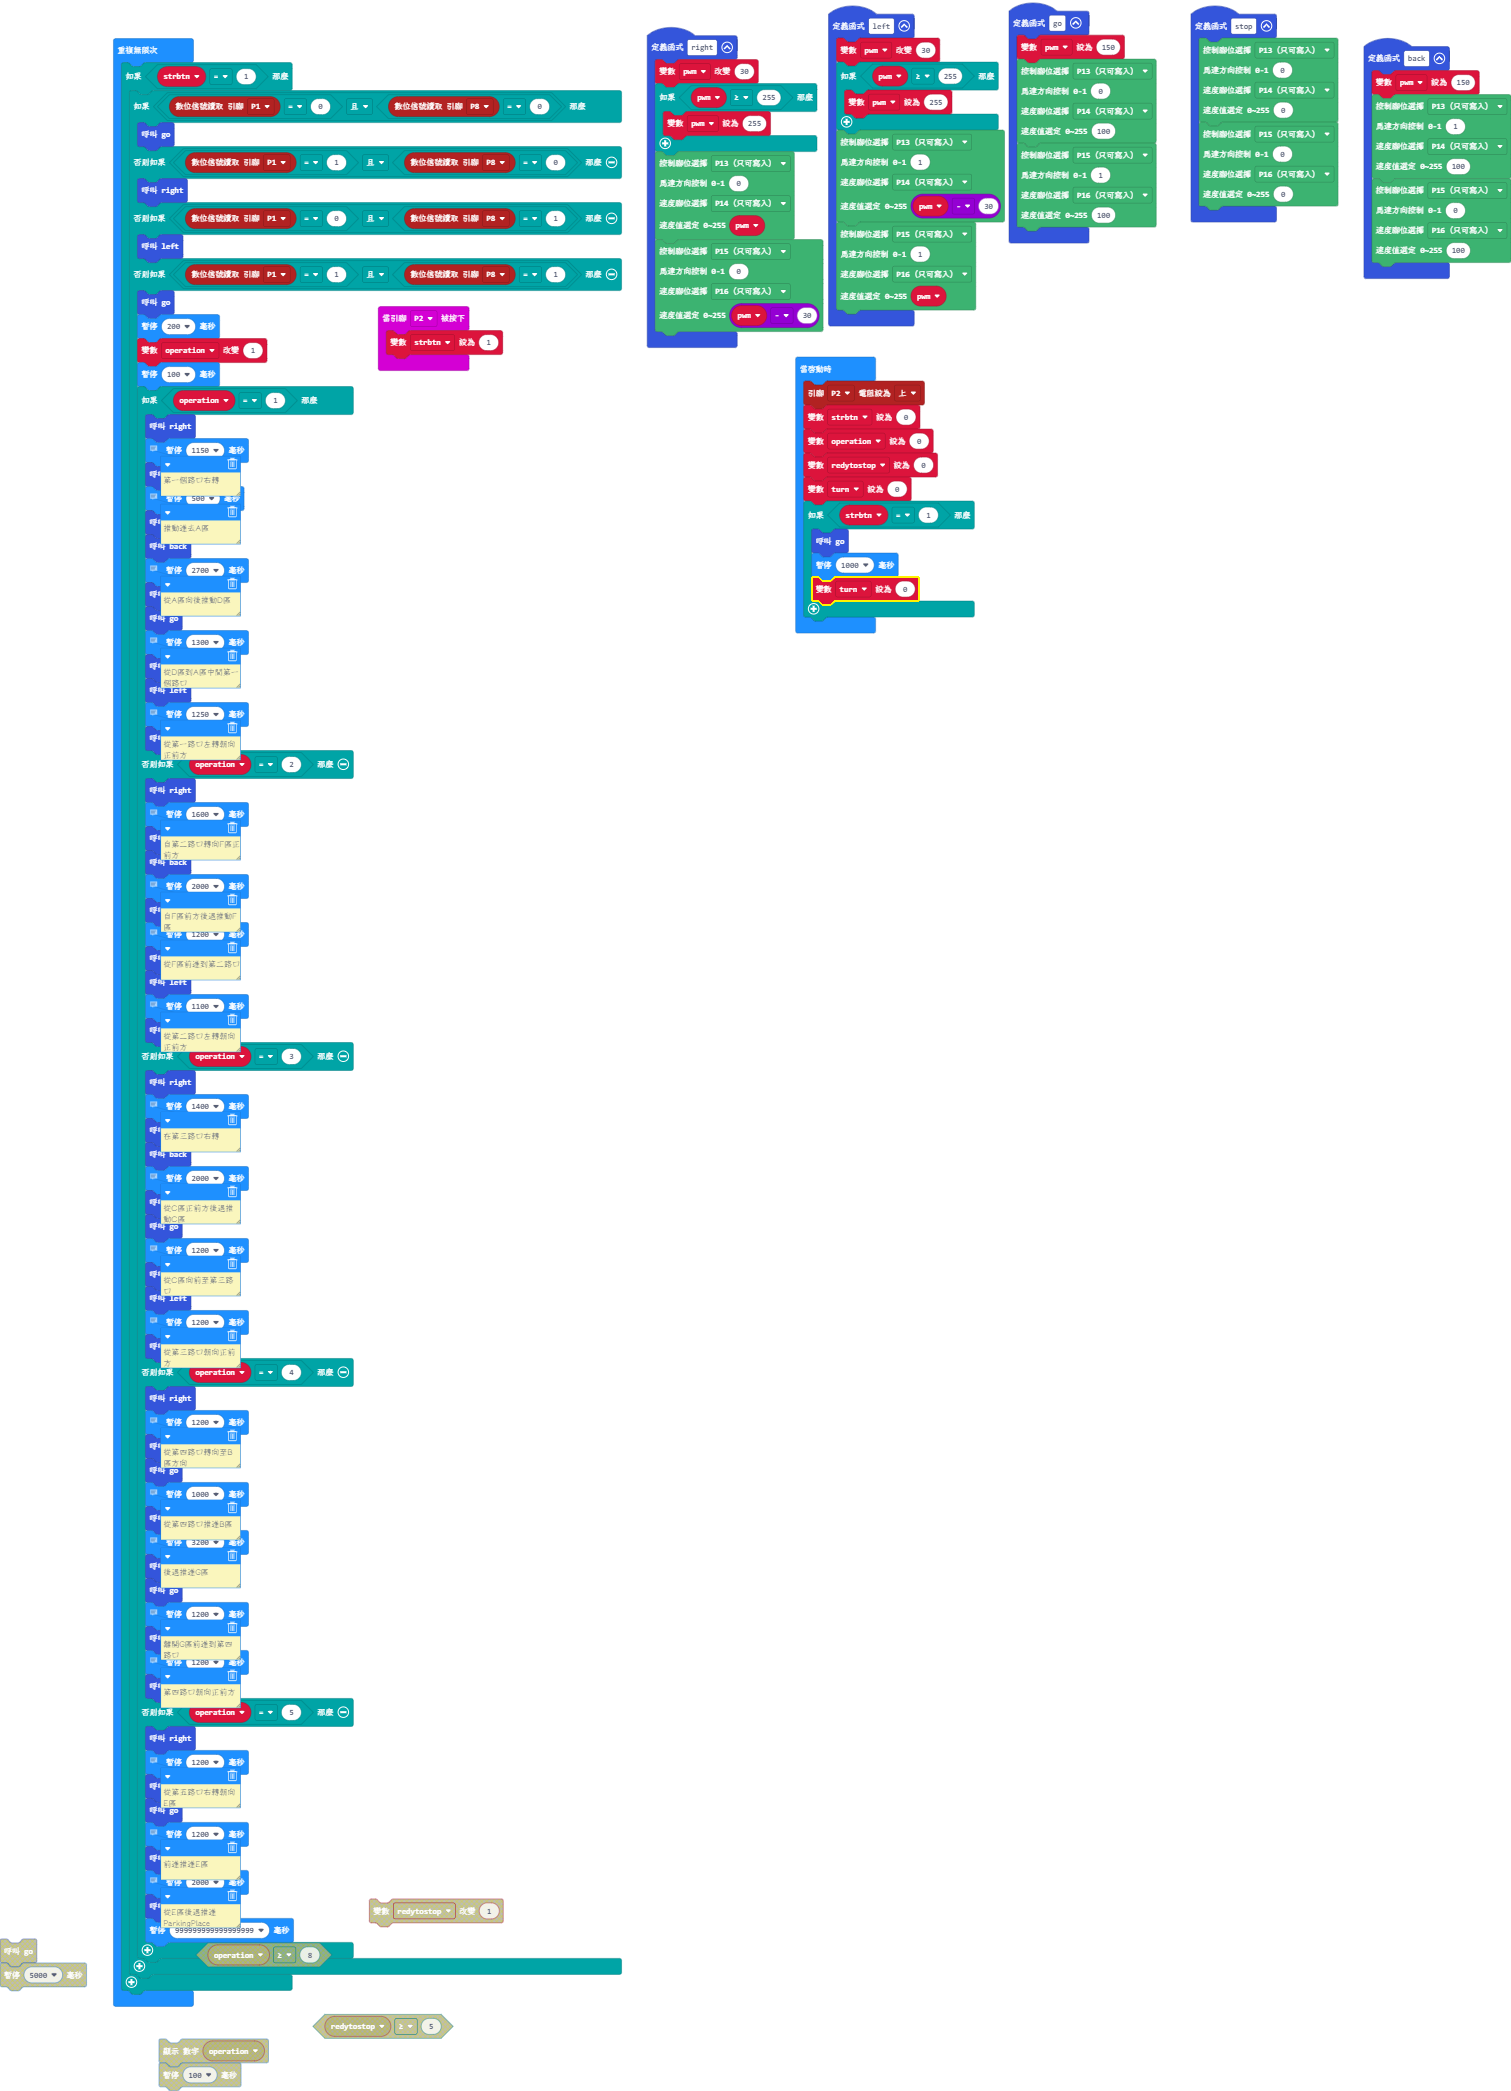 重複無限次
如果 strbtn = 1 那麼
如果 數位信號讀取 引腳 P1 = 0 且 數位信號讀取 引腳 P8 = 0 那麼
呼叫 go
否則如果 數位信號讀取 引腳 P1 = 1 且 數位信號讀取 引腳 P8 = 0 那麼
呼叫 right
否則如果 數位信號讀取 引腳 P1 = 0 且 數位信號讀取 引腳 P8 = 1 那麼
呼叫 left
否則如果 數位信號讀取 引腳 P1 = 1 且 數位信號讀取 引腳 P8 = 1 那麼
呼叫 go
暫停 200 毫秒
變數 operation 改變 1
暫停 100 毫秒
如果 operation = 1 那麼
呼叫 right
暫停 1150 毫秒
第一個路口右轉
暫停 500 毫秒
推動進去A區
呼叫 back
暫停 2700 毫秒
從A區向後推動D區
呼叫 go
暫停 1300 毫秒
從D區到A區中間第一
個路口
呼叫 left
暫停 1250 毫秒
從第一路口左轉朝向
正前方
否則如果 operation = 2 那麼
呼叫 right
暫停 1600 毫秒
自第二路口轉向F區正
前方
呼叫 back
暫停 2000 毫秒
自F區前方後退推動F
區
暫停 1200 毫秒
從F區前進到第二路口
呼叫 left
暫停 1100 毫秒
從第二路口左轉朝向
正前方
否則如果 operation = 3 那麼
呼叫 right
暫停 1400 毫秒
在第三路口右轉
呼叫 back
暫停 2000 毫秒
從C區正前方後退推
動C區
呼叫 go
暫停 1200 毫秒
從C區向前至第三路
口
呼叫 left
暫停 1200 毫秒
從第三路口朝向正前
方
否則如果 operation = 4 那麼
呼叫 right
暫停 1200 毫秒
從第四路口轉向至B
區方向
呼叫 go
暫停 1000 毫秒
從第四路口推進B區
暫停 3200 毫秒
後退推進G區
呼叫 go
暫停 1200 毫秒
離開G區前進到第四
路口
暫停 1200 毫秒
第四路口朝向正前方
否則如果 operation = 5 那麼
呼叫 right
暫停 1200 毫秒
從第五路口右轉朝向
E區
呼叫 go
暫停 1200 毫秒
前進推進E區
暫停 2000 毫秒
從E區後退推進
ParkingPlace
暫停 毫秒
當引腳 P2 被按下
變數 strbtn 設為 1
定義函式 right
變數 pwm 改變 30
如果 pwm ≥ 255 那麼
變數 pwm 設為 255
控制腳位選擇 P13 (只可寫入)
馬達方向控制 0-1 0
速度腳位選擇 P14 (只可寫入)
速度值選定 0~255 pwm
控制腳位選擇 P15 (只可寫入)
馬達方向控制 0-1 0
速度腳位選擇 P16 (只可寫入)
速度值選定 0~255 pwm - 30
定義函式 left
變數 pwm 改變 30
如果 pwm ≥ 255 那麼
變數 pwm 設為 255
控制腳位選擇 P13 (只可寫入)
馬達方向控制 0-1 1
速度腳位選擇 P14 (只可寫入)
速度值選定 0~255 pwm - 30
控制腳位選擇 P15 (只可寫入)
馬達方向控制 0-1 1
速度腳位選擇 P16 (只可寫入)
速度值選定 0~255 pwm
定義函式 go
變數 pwm 設為 150
控制腳位選擇 P13 (只可寫入)
馬達方向控制 0-1 0
速度腳位選擇 P14 (只可寫入)
速度值選定 0~255 100
控制腳位選擇 P15 (只可寫入)
馬達方向控制 0-1 1
速度腳位選擇 P16 (只可寫入)
速度值選定 0~255 100
定義函式 stop
控制腳位選擇 P13 (只可寫入)
馬達方向控制 0-1 0
速度腳位選擇 P14 (只可寫入)
速度值選定 0~255 0
控制腳位選擇 P15 (只可寫入)
馬達方向控制 0-1 0
速度腳位選擇 P16 (只可寫入)
速度值選定 0~255 0
定義函式 back
變數 pwm 設為 150
控制腳位選擇 P13 (只可寫入)
馬達方向控制 0-1 1
速度腳位選擇 P14 (只可寫入)
速度值選定 0~255 100
控制腳位選擇 P15 (只可寫入)
馬達方向控制 0-1 0
速度腳位選擇 P16 (只可寫入)
速度值選定 0~255 100
當啟動時
引腳 P2 電阻設為 上
變數 strbtn 設為 0
變數 operation 設為 0
變數 redytostop 設為 0
變數 turn 設為 0
如果 strbtn = 1 那麼
呼叫 go
暫停 1000 毫秒
變數 turn 設為 0
變數 redytostop 改變 1
operation ≥ 8
呼叫 go
暫停 5000 毫秒
redytostop ≥ 5
顯示 數字 operation
暫停 100 毫秒